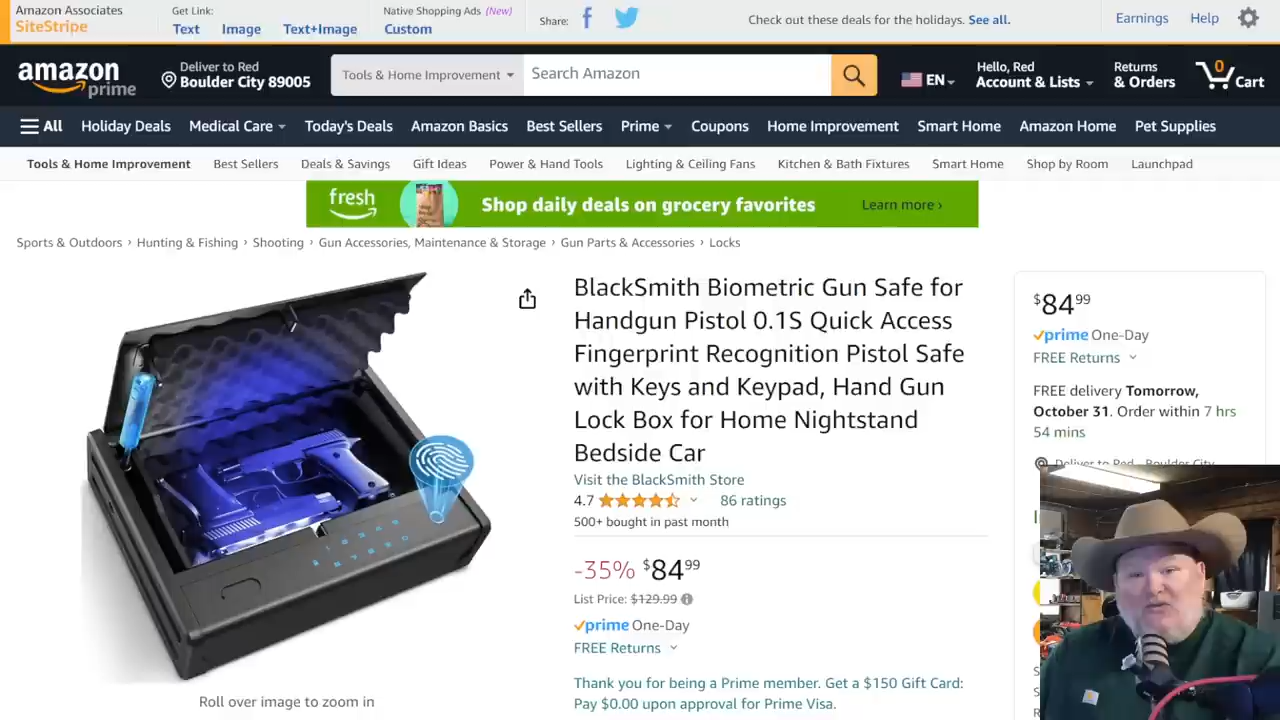 Amazon Associates
SiteStripe
Get Link:
Text
Image
Text+Image
Native Shopping Ads (New)
Custom
Share:
Check out these deals for the holidays. See all.
Earnings
Help
amazon
prime
Deliver to Red
Boulder City 89005
Tools & Home Improvement
Search Amazon
EN
Hello, Red
Account & Lists
Returns
& Orders
0
Cart
All
Holiday Deals
Medical Care
Today's Deals
Amazon Basics
Best Sellers
Prime
Coupons
Home Improvement
Smart Home
Amazon Home
Pet Supplies
Tools & Home Improvement
Best Sellers
Deals & Savings
Gift Ideas
Power & Hand Tools
Lighting & Ceiling Fans
Kitchen & Bath Fixtures
Smart Home
Shop by Room
Launchpad
fresh
Shop daily deals on grocery favorites
Learn more ›
Sports & Outdoors › Hunting & Fishing › Shooting › Gun Accessories, Maintenance & Storage › Gun Parts & Accessories › Locks
BlackSmith Biometric Gun Safe for
Handgun Pistol 0.1S Quick Access
Fingerprint Recognition Pistol Safe
with Keys and Keypad, Hand Gun
Lock Box for Home Nightstand
Bedside Car
Visit the BlackSmith Store
4.7
86 ratings
500+ bought in past month
-35% $84.99
List Price: $129.99
prime One-Day
FREE Returns
Thank you for being a Prime member. Get a $150 Gift Card:
Pay $0.00 upon approval for Prime Visa.
Roll over image to zoom in
$84.99
prime One-Day
FREE Returns
FREE delivery Tomorrow,
October 31. Order within 7 hrs
54 mins
Deliver to Red - Boulder City